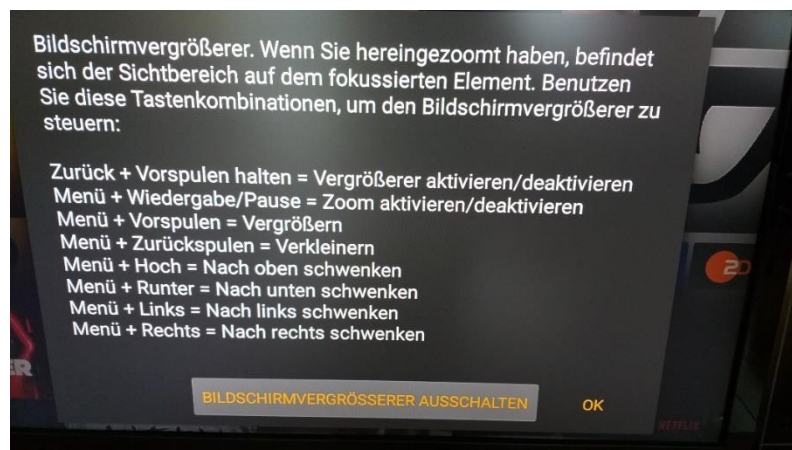 Bildschirmvergrößerer. Wenn Sie hereingezoomt haben, befindet
sich der Sichtbereich auf dem fokussierten Element. Benutzen
Sie diese Tastenkombinationen, um den Bildschirmvergrößerer zu
steuern:
Zurück + Vorspulen halten = Vergrößerer aktivieren/deaktivieren
Menü + Wiedergabe/Pause = Zoom aktivieren/deaktivieren
Menü + Vorspulen = Vergrößern
Menü + Zurückspulen = Verkleinern
Menü + Hoch = Nach oben schwenken
Menü + Runter = Nach unten schwenken
Menü + Links = Nach links schwenken
Menü + Rechts = Nach rechts schwenken
BILDSCHIRMVERGRÖSSERER AUSSCHALTEN
OK
2D
ER
NETFLIX